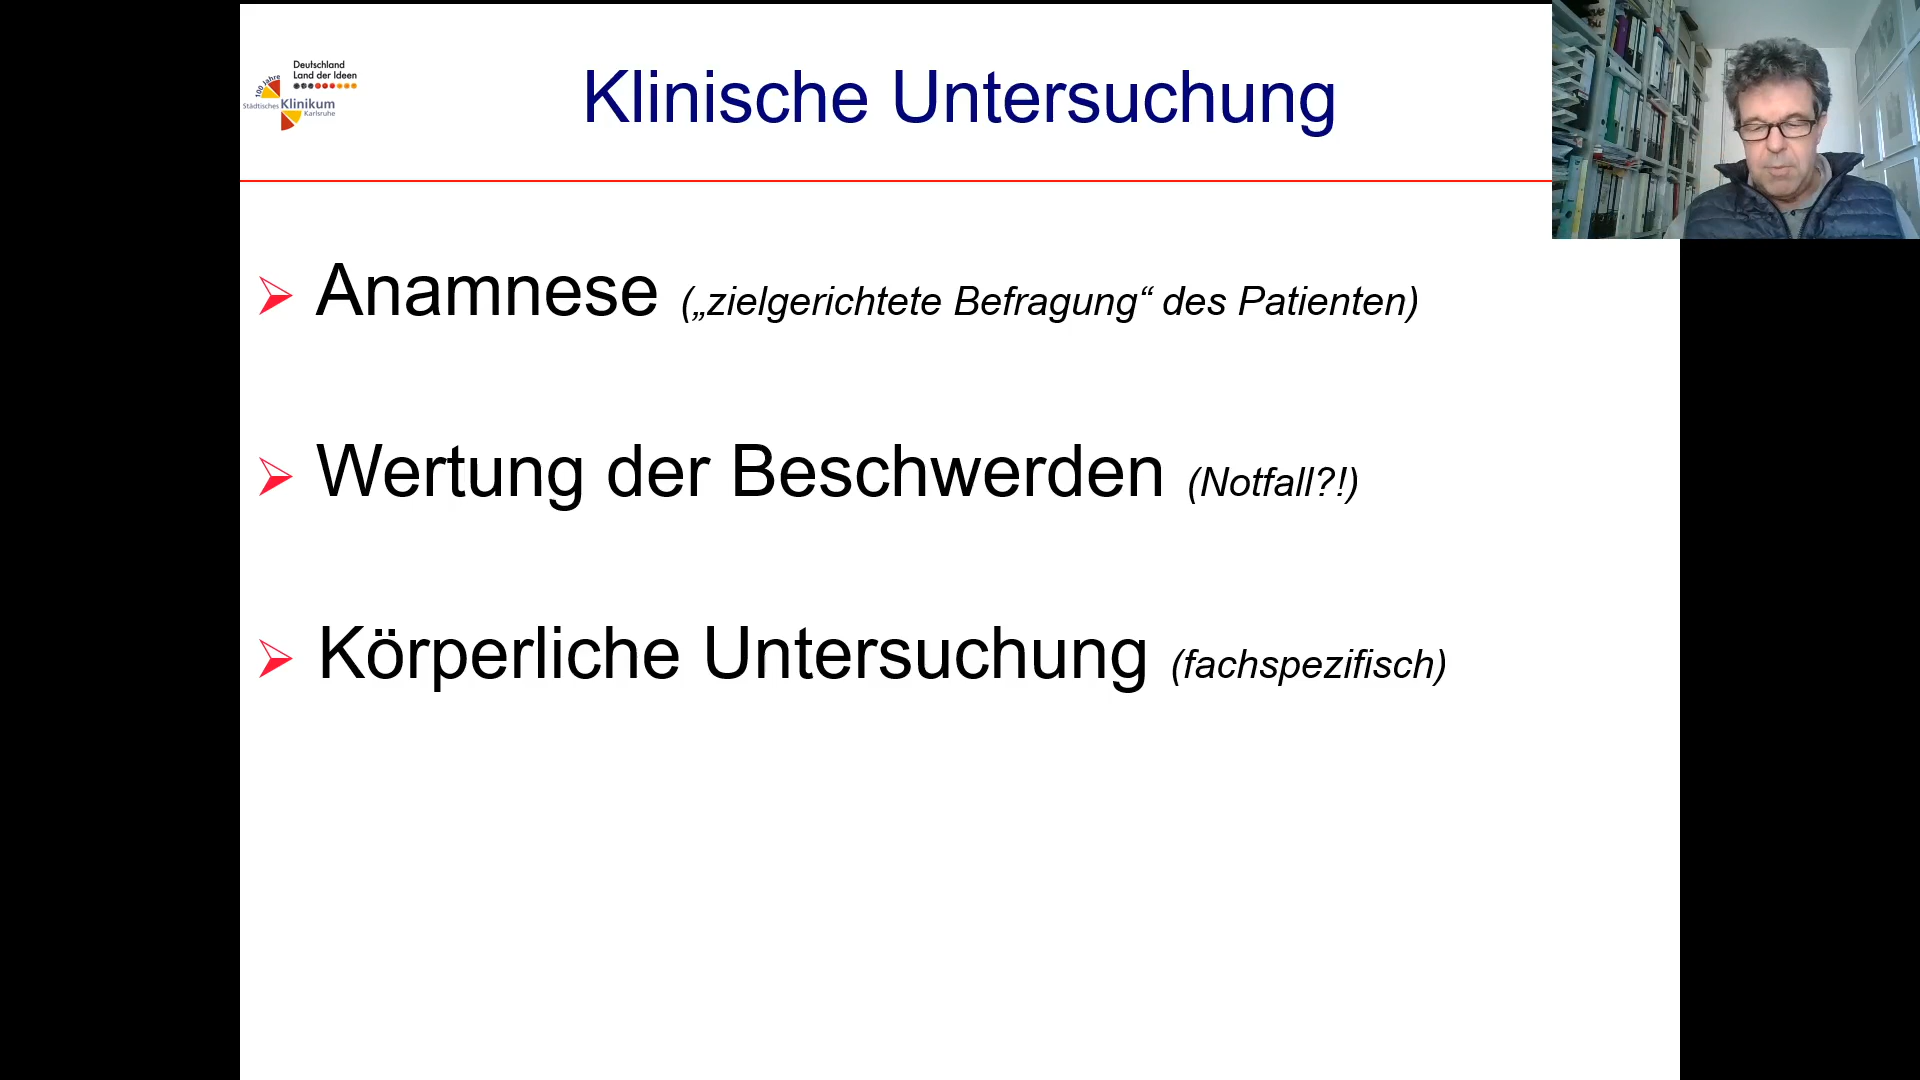 Deutschland
Land der Ideen
100 Jahre
Städtisches Klinikum
Karlsruhe
Klinische Untersuchung
Anamnese („zielgerichtete Befragung“ des Patienten)
Wertung der Beschwerden (Notfall?!)
Körperliche Untersuchung (fachspezifisch)